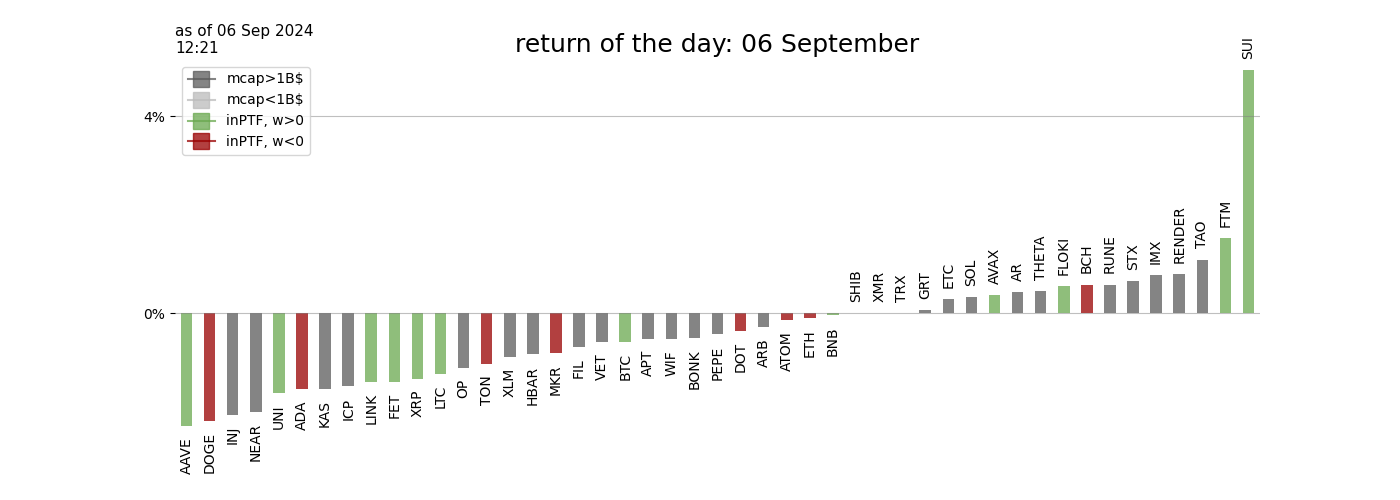 as of 06 Sep 2024
12:21
return of the day: 06 September
mcap>1B$
mcap<1B$
inPTF, w>0
inPTF, w<0
4%
0%
AAVE
DOGE
INJ
NEAR
UNI
ADA
KAS
ICP
LINK
FET
XRP
LTC
OP
TON
XLM
HBAR
MKR
FIL
VET
BTC
APT
WIF
BONK
PEPE
DOT
ARB
ATOM
ETH
BNB
SHIB
XMR
TRX
GRT
ETC
SOL
AVAX
AR
THETA
FLOKI
BCH
RUNE
STX
IMX
RENDER
TAO
FTM
SUI